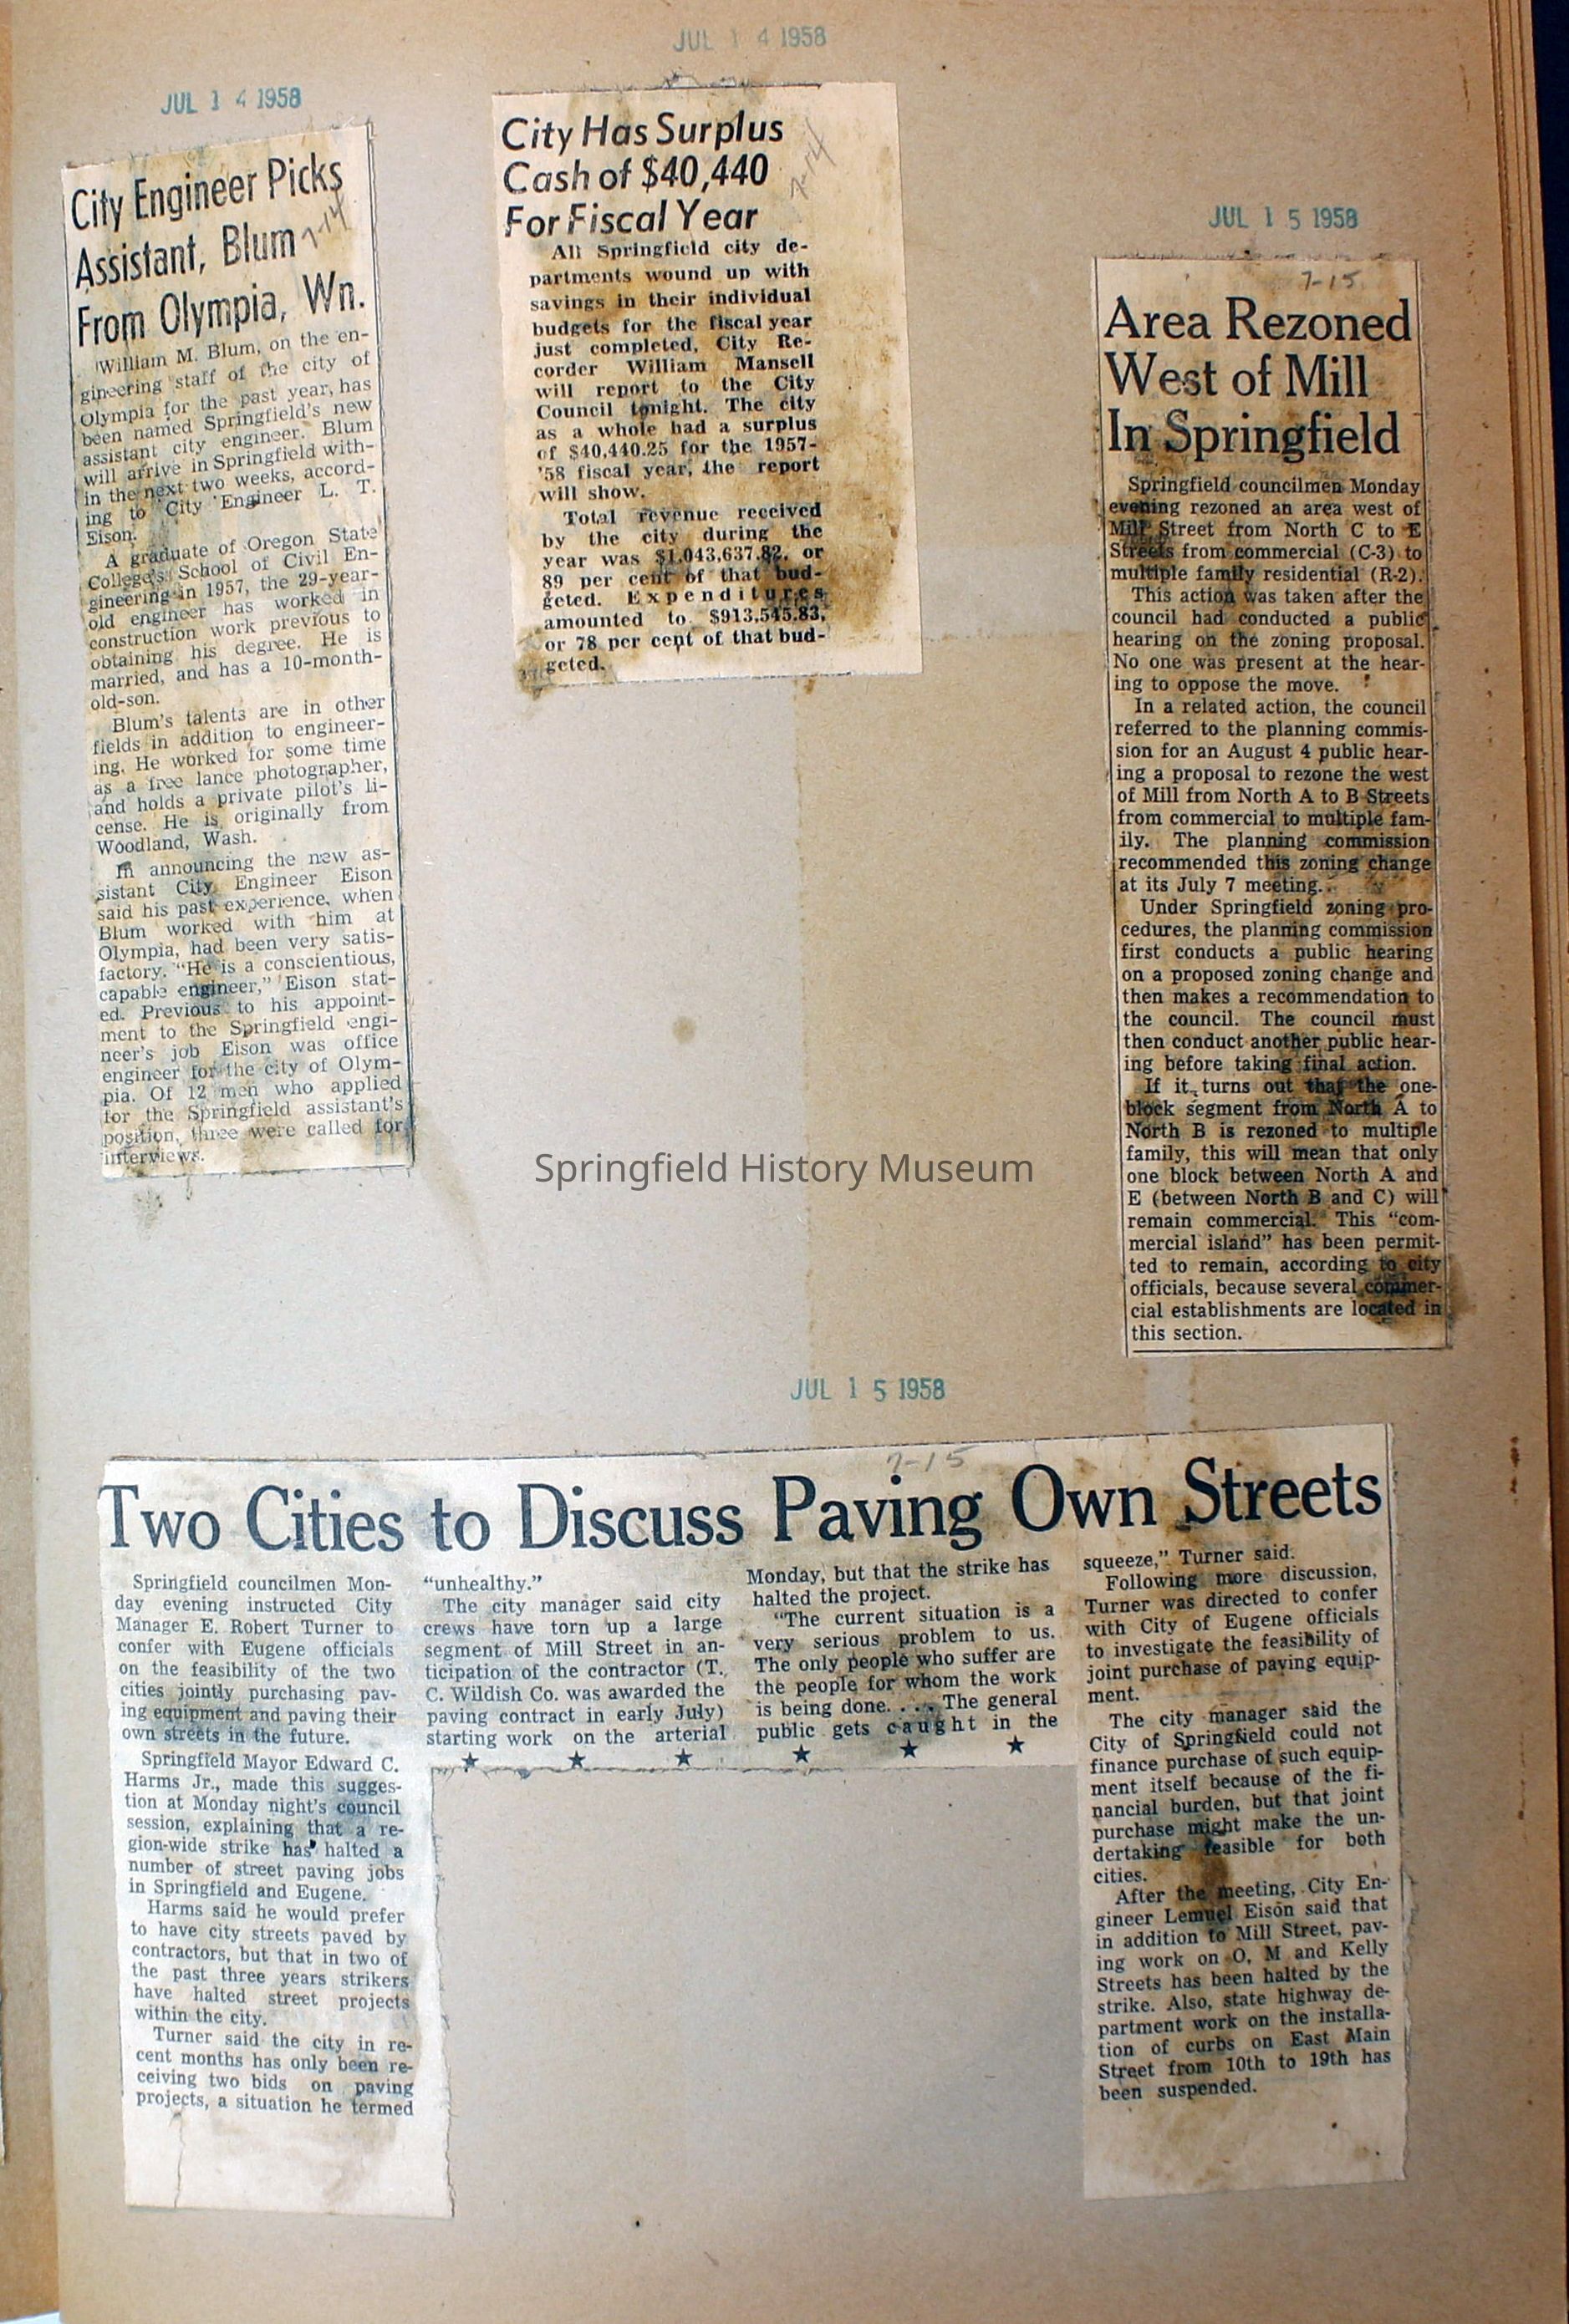 JUL 14 1958
City Engineer Picks
Assistant, Blum
From Olympia, Wn.
7-14
William M. Blum, on the en-
gineering staff of the city of
Olympia for the past year, has
been named Springfield's new
assistant city engineer. Blum
will arrive in Springfield with-
in the next two weeks, accord-
ing to City Engineer L. T.
Eison.
A graduate of Oregon State
College's School of Civil En-
gineering in 1957, the 29-year-
old engineer has worked in
construction work previous to
obtaining his degree. He is
married, and has a 10-month-
old-son.
Blum's talents are in other
fields in addition to engineer-
ing. He worked for some time
as a free lance photographer,
and holds a private pilot's li-
cense. He is originally from
Woodland, Wash.
In announcing the new as-
sistant City Engineer Eison
said his past experience, when
Blum worked with him at
Olympia, had been very satis-
factory. "He is a conscientious,
capable engineer," Eison stat-
ed. Previous to his appoint-
ment to the Springfield engi-
neer's job Eison was office
engineer for the city of Olym-
pia. Of 12 men who applied
for the Springfield assistant's
position, three were called for
interviews.
JUL 14 1958
City Has Surplus
Cash of $40,440
For Fiscal Year
7-14
All Springfield city de-
partments wound up with
savings in their individual
budgets for the fiscal year
just completed, City Re-
corder William Mansell
will report to the City
Council tonight. The city
as a whole had a surplus
of $40,440.25 for the 1957-
'58 fiscal year, the report
will show.
Total revenue received
by the city during the
year was $1,043,637.82, or
89 per cent of that bud-
geted. Expenditures
amounted to $913,545.83,
or 78 per cent of that bud-
geted.
JUL 15 1958
7-15
Area Rezoned
West of Mill
In Springfield
Springfield councilmen Monday
evening rezoned an area west of
Mill Street from North C to E
Streets from commercial (C-3) to
multiple family residential (R-2).
This action was taken after the
council had conducted a public
hearing on the zoning proposal.
No one was present at the hear-
ing to oppose the move.
In a related action, the council
referred to the planning commis-
sion for an August 4 public hear-
ing a proposal to rezone the west
of Mill from North A to B Streets
from commercial to multiple fam-
ily. The planning commission
recommended this zoning change
at its July 7 meeting.
Under Springfield zoning pro-
cedures, the planning commission
first conducts a public hearing
on a proposed zoning change and
then makes a recommendation to
the council. The council must
then conduct another public hear-
ing before taking final action.
If it turns out that the one-
block segment from North A to
North B is rezoned to multiple
family, this will mean that only
one block between North A and
E (between North B and C) will
remain commercial. This "com-
mercial island" has been permit-
ted to remain, according to city
officials, because several commer-
cial establishments are located in
this section.
Springfield History Museum
JUL 15 1958
7-15
Two Cities to Discuss Paving Own Streets
Springfield councilmen Mon-
day evening instructed City
Manager E. Robert Turner to
confer with Eugene officials
on the feasibility of the two
cities jointly purchasing pav-
ing equipment and paving their
own streets in the future.
Springfield Mayor Edward C.
Harms Jr., made this sugges-
tion at Monday night's council
session, explaining that a re-
gion-wide strike has halted a
number of street paving jobs
in Springfield and Eugene.
Harms said he would prefer
to have city streets paved by
contractors, but that in two of
the past three years strikers
have halted street projects
within the city.
Turner said the city in re-
cent months has only been re-
ceiving two bids on paving
projects, a situation he termed
"unhealthy."
The city manager said city
crews have torn up a large
segment of Mill Street in an-
ticipation of the contractor (T.
C. Wildish Co. was awarded the
paving contract in early July)
starting work on the arterial
Monday, but that the strike has
halted the project.
"The current situation is a
very serious problem to us.
The only people who suffer are
the people for whom the work
is being done. . . . The general
public gets caught in the
squeeze," Turner said.
Following more discussion,
Turner was directed to confer
with City of Eugene officials
to investigate the feasibility of
joint purchase of paving equip-
ment.
The city manager said the
City of Springfield could not
finance purchase of such equip-
ment itself because of the fi-
nancial burden, but that joint
purchase might make the un-
dertaking feasible for both
cities.
After the meeting, City En-
gineer Lemuel Eison said that
in addition to Mill Street, pav-
ing work on O, M and Kelly
Streets has been halted by the
strike. Also, state highway de-
partment work on the installa-
tion of curbs on East Main
Street from 10th to 19th has
been suspended.